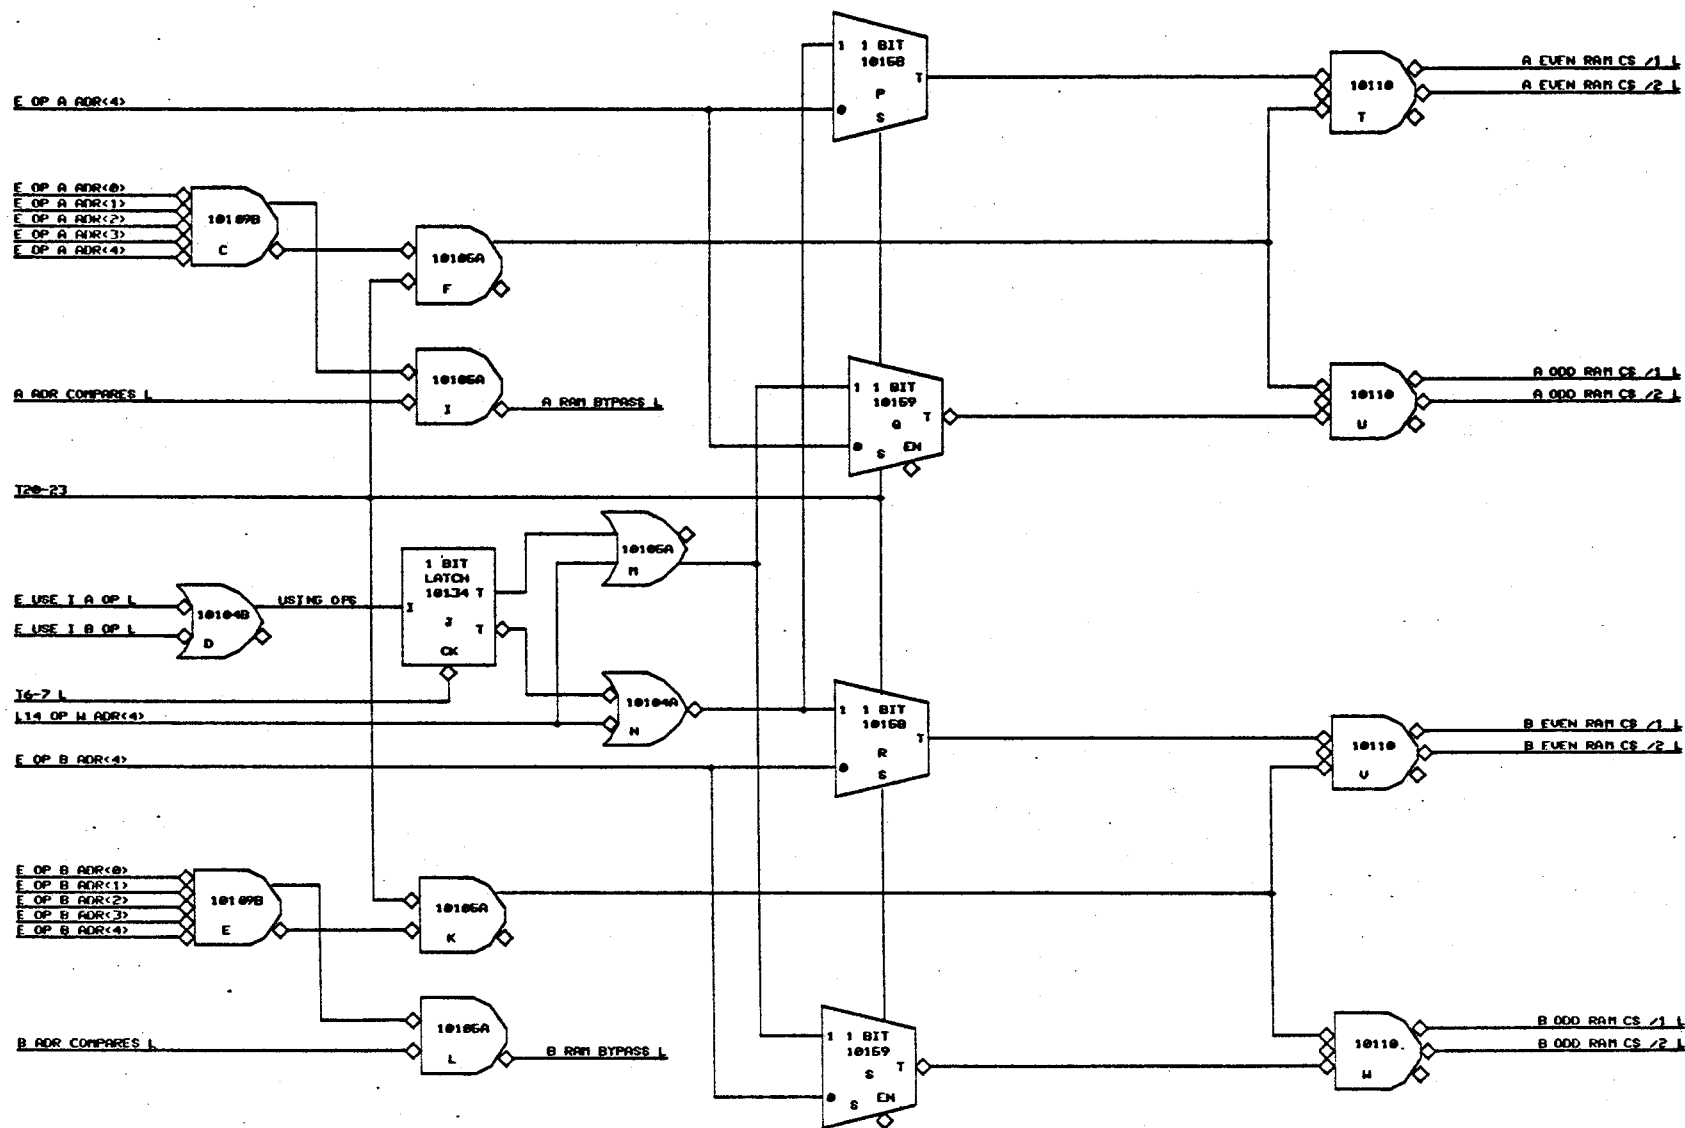 1 1 BIT
10158
T
P
S
E OP A ADR<4>
0
A EVEN RAM CS /1 L
A EVEN RAM CS /2 L
10110
T
E OP A ADR<0>
E OP A ADR<1>
E OP A ADR<2>
E OP A ADR<3>
E OP A ADR<4>
10109B
C
10105A
F
10105A
I
A ADR COMPARES L
A RAM BYPASS L
1 1 BIT
10159
Q
T
0
S
EN
A ODD RAM CS /1 L
A ODD RAM CS /2 L
10110
U
T20-23
10105A
M
1 BIT
LATCH
10134 T
I
J
T
CK
E USE I A OP L
E USE I B OP L
10104B
D
USING OPS
T6-7 L
L14 OP W ADR<4>
10104A
N
E OP B ADR<4>
1 1 BIT
10158
T
R
0
S
B EVEN RAM CS /1 L
B EVEN RAM CS /2 L
10110
V
E OP B ADR<0>
E OP B ADR<1>
E OP B ADR<2>
E OP B ADR<3>
E OP B ADR<4>
10109B
E
10105A
K
10105A
L
B ADR COMPARES L
B RAM BYPASS L
1 1 BIT
10159
S
T
0
S
EN
B ODD RAM CS /1 L
B ODD RAM CS /2 L
10110
W